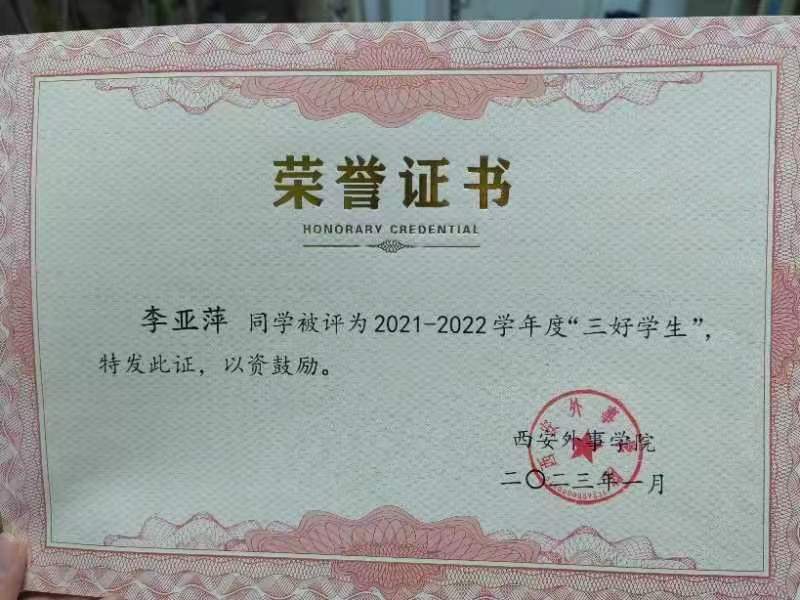 荣誉证书
HONORARY CREDENTIAL
李亚萍 同学被评为2021-2022学年度“三好学生”，
特发此证，以资鼓励。
西安外事学院
二〇二三年一月